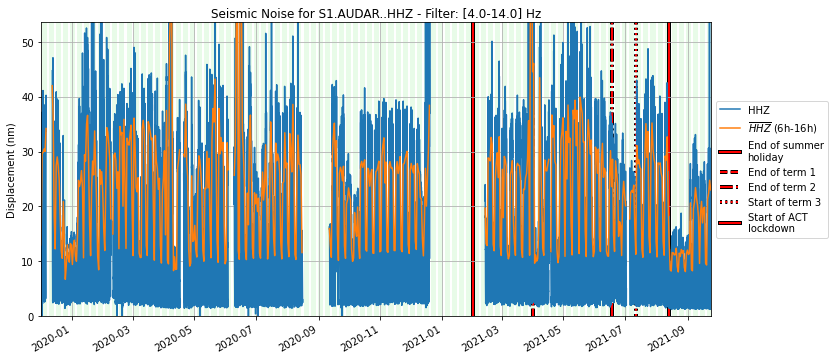 Seismic Noise for S1.AUDAR..HHZ - Filter: [4.0-14.0] Hz
Displacement (nm)
50
40
30
20
10
0
2020-01
2020-03
2020-05
2020-07
2020-09
2020-11
2021-01
2021-03
2021-05
2021-07
2021-09
HHZ
HHZ (6h-16h)
End of summer
holiday
End of term 1
End of term 2
Start of term 3
Start of ACT
lockdown